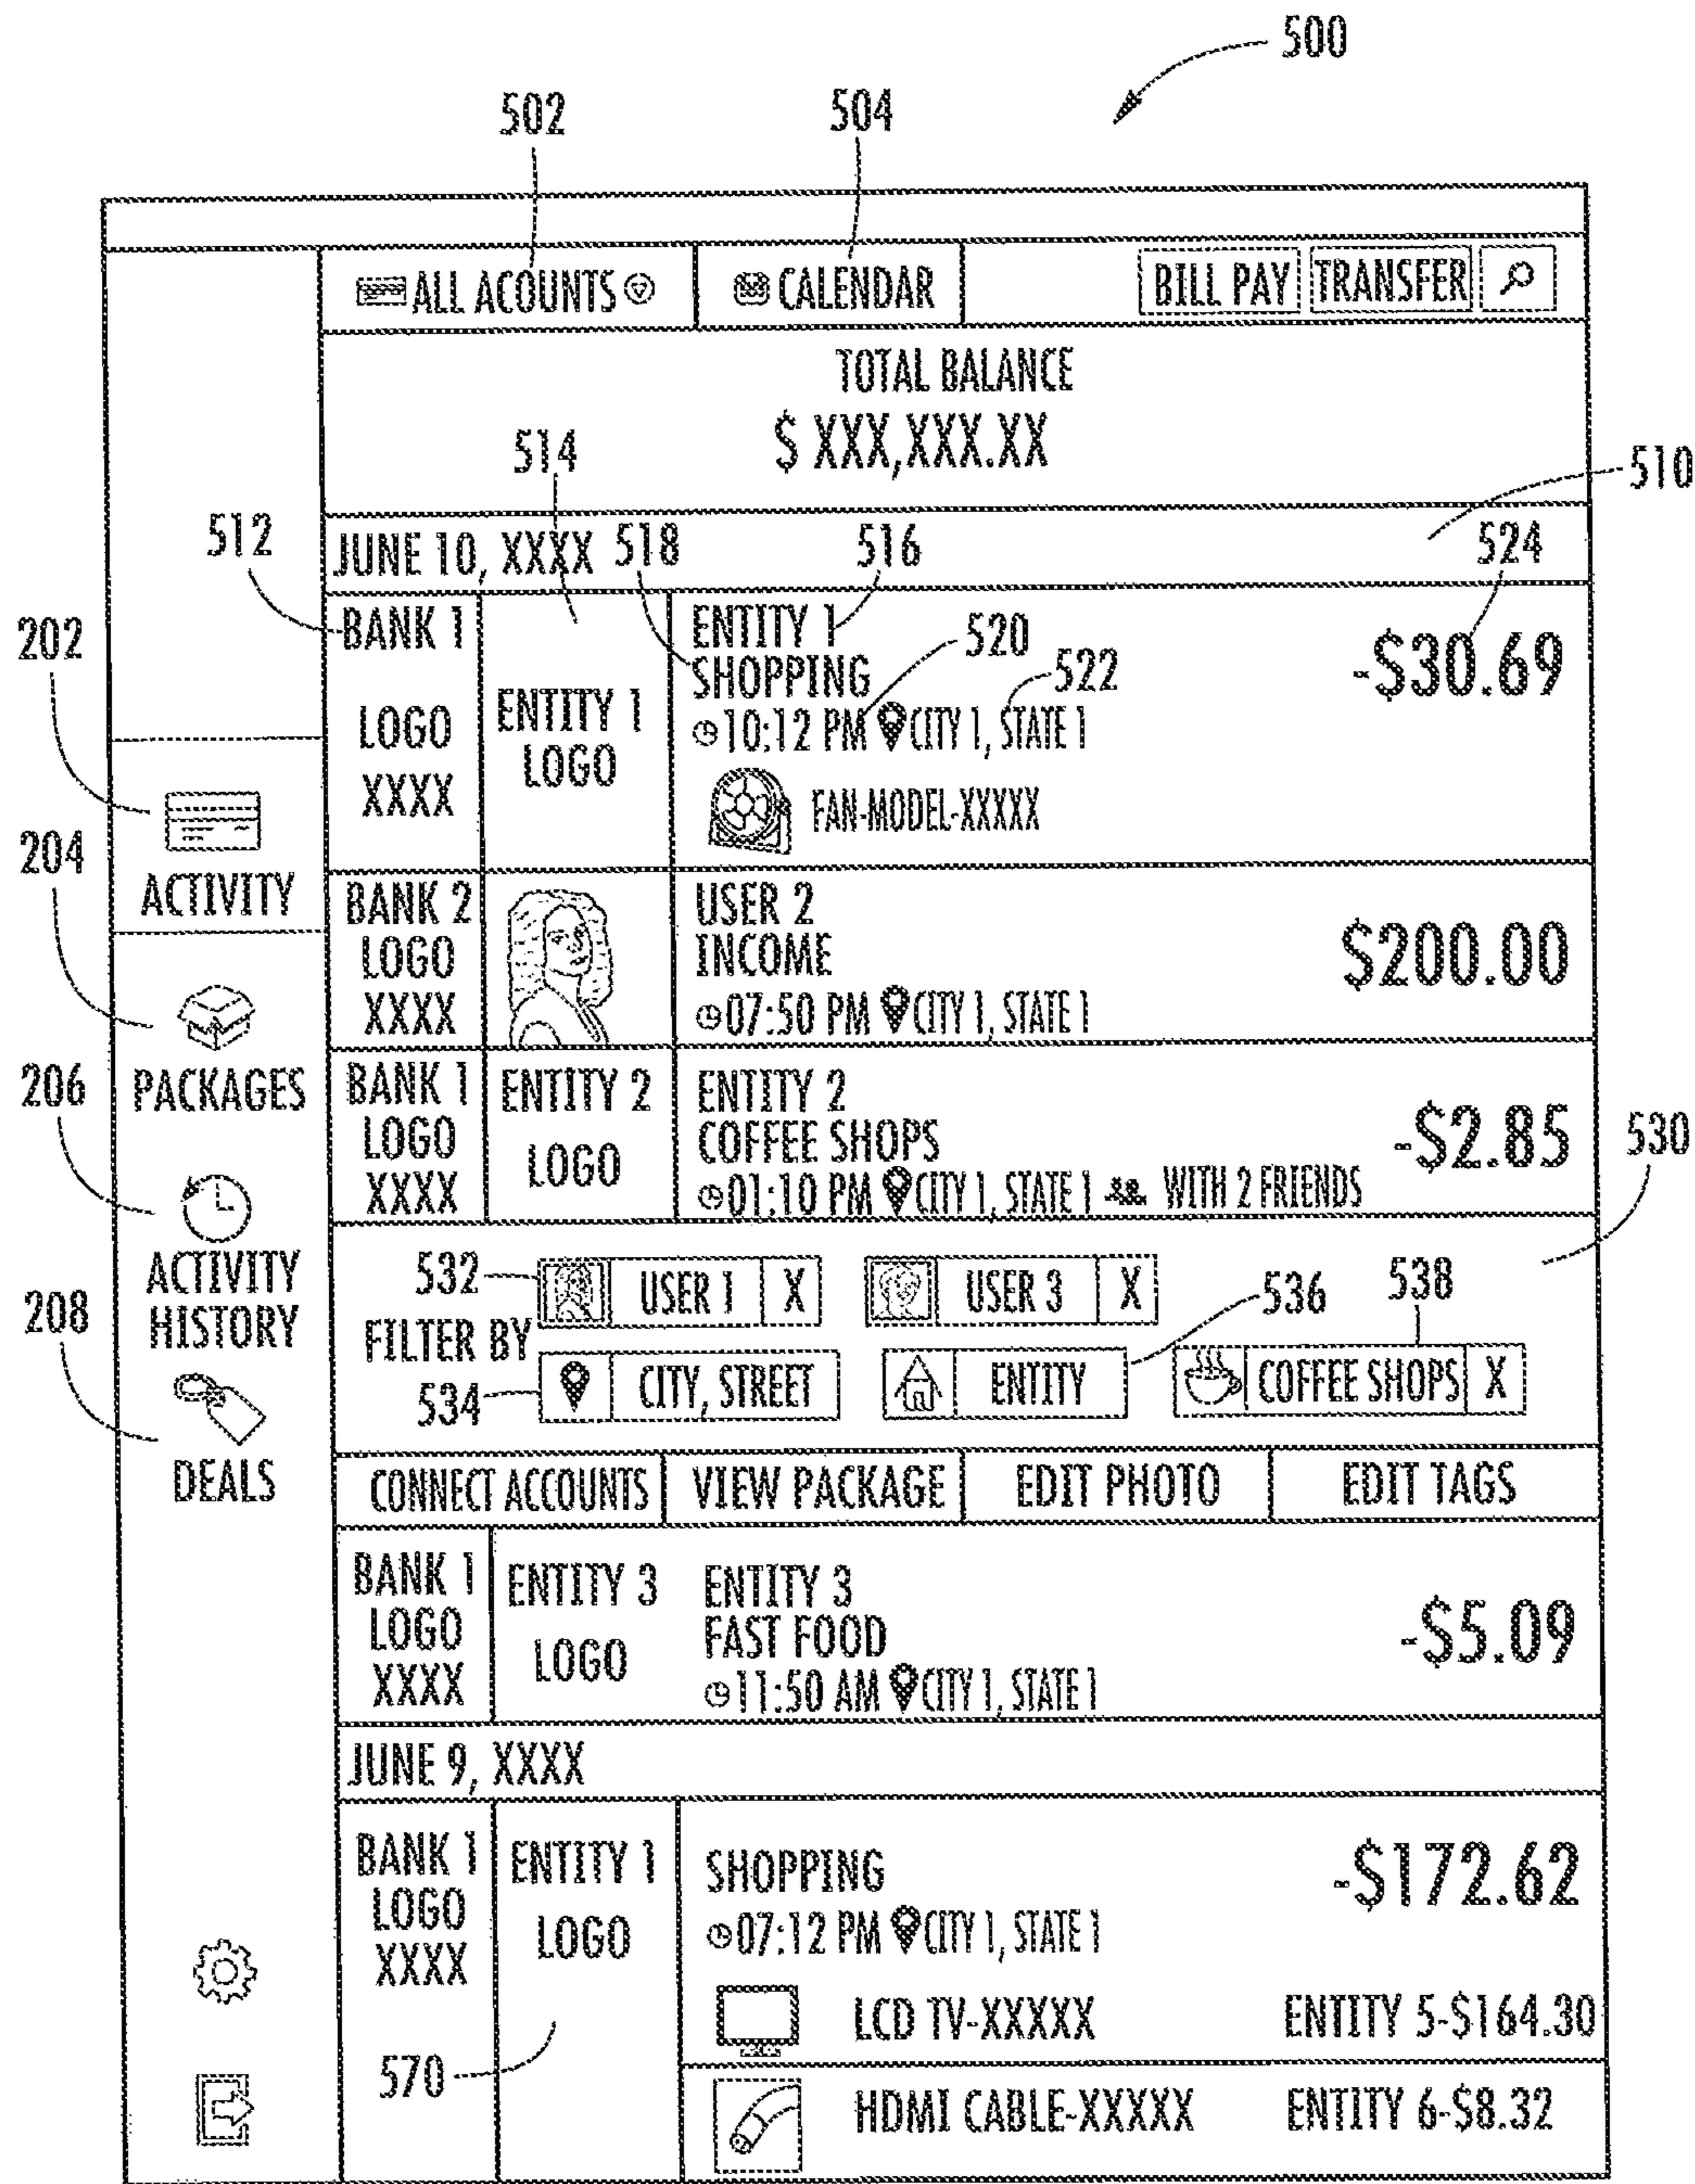 500
502
504
ALL ACOUNTS
CALENDAR
BILL PAY
TRANSFER
TOTAL BALANCE
$ XXX,XXX.XX
514
510
512
JUNE 10, XXXX
518
516
524
202
BANK 1
LOGO
XXXX
ENTITY 1
LOGO
ENTITY 1
SHOPPING
520
522
10:12 PM CITY 1, STATE 1
FAN-MODEL-XXXXX
-$30.69
204
ACTIVITY
BANK 2
LOGO
XXXX
USER 2
INCOME
07:50 PM CITY 1, STATE 1
$200.00
206
PACKAGES
BANK 1
LOGO
XXXX
ENTITY 2
LOGO
ENTITY 2
COFFEE SHOPS
01:10 PM CITY 1, STATE 1 WITH 2 FRIENDS
-$2.85
530
208
ACTIVITY
HISTORY
532
FILTER BY
534
USER 1 X
USER 3 X
536
538
CITY, STREET
ENTITY
COFFEE SHOPS X
DEALS
CONNECT ACCOUNTS
VIEW PACKAGE
EDIT PHOTO
EDIT TAGS
BANK 1
LOGO
XXXX
ENTITY 3
LOGO
ENTITY 3
FAST FOOD
11:50 AM CITY 1, STATE 1
-$5.09
JUNE 9, XXXX
BANK 1
LOGO
XXXX
570
ENTITY 1
LOGO
SHOPPING
07:12 PM CITY 1, STATE 1
-$172.62
LCD TV-XXXXX ENTITY 5-$164.30
HDMI CABLE-XXXXX ENTITY 6-$8.32